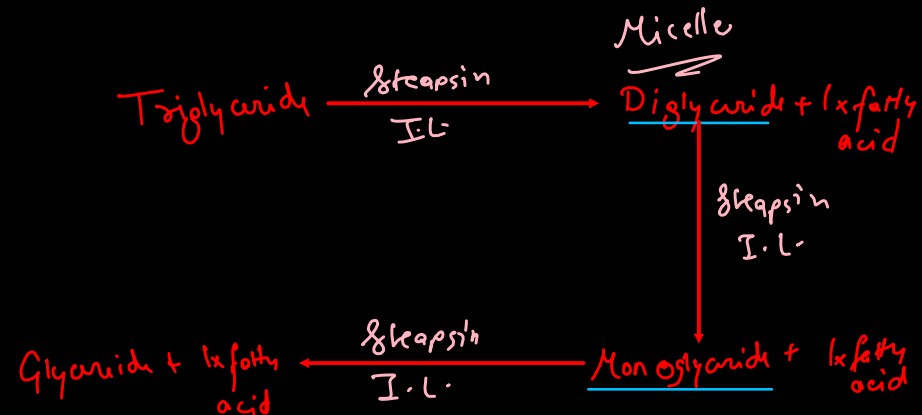 Micelle
Triglyceride Steapsin Diglyceride + 1x fatty
I.L. acid
Steapsin
I.L.
Glyceride + 1x fatty Steapsin Monoglyceride + 1x fatty
acid I.L. acid